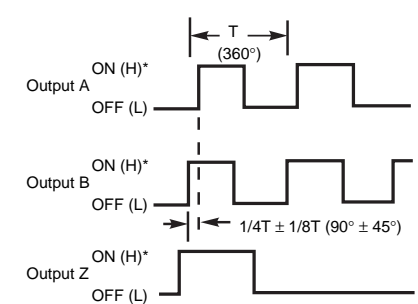 T
(360°)
ON (H)*
Output A
OFF (L)
ON (H)*
Output B
OFF (L)
1/4T ± 1/8T (90° ± 45°)
ON (H)*
Output Z
OFF (L)